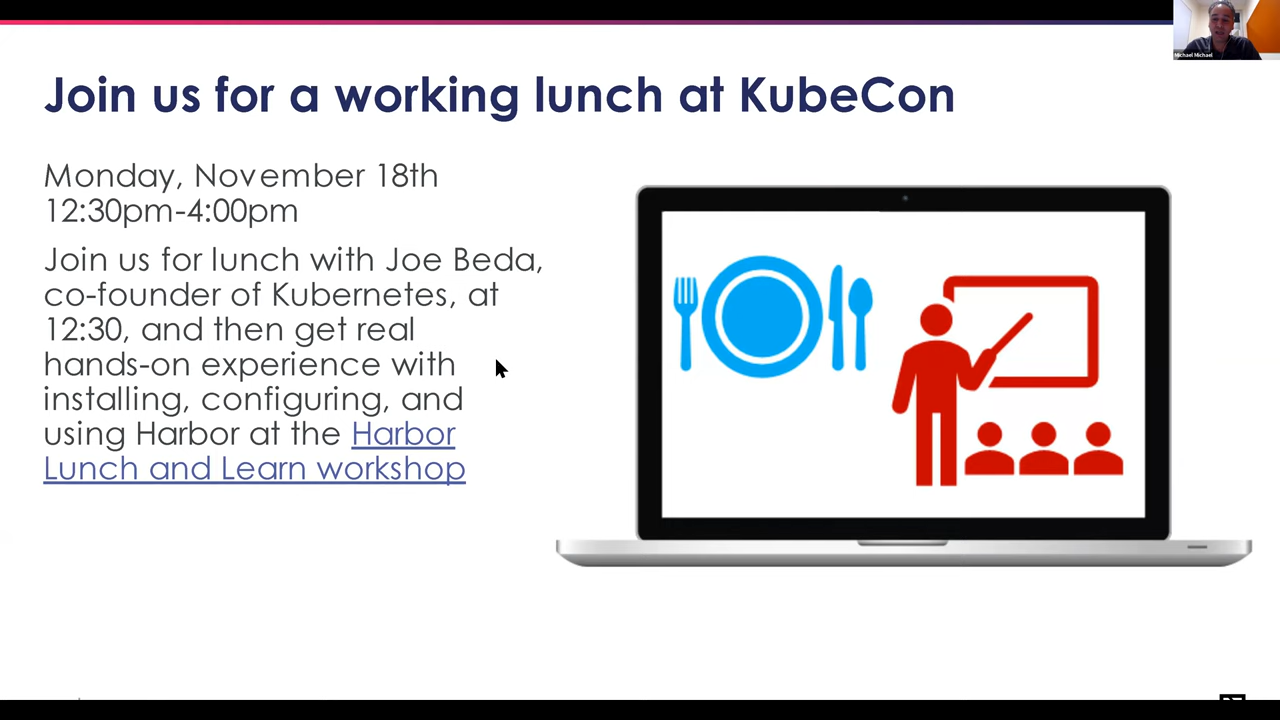 Michael Michael
Join us for a working lunch at KubeCon
Monday, November 18th
12:30pm-4:00pm
Join us for lunch with Joe Beda,
co-founder of Kubernetes, at
12:30, and then get real
hands-on experience with
installing, configuring, and
using Harbor at the Harbor
Lunch and Learn workshop